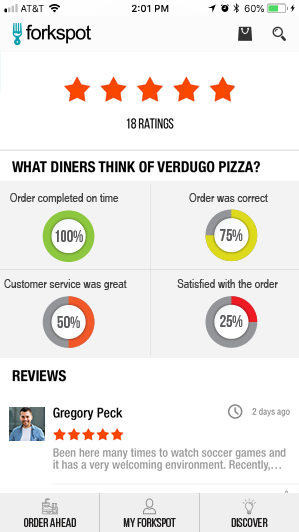 AT&T 2:01 PM 60%
forkspot
18 RATINGS
WHAT DINERS THINK OF VERDUGO PIZZA?
Order completed on time
100%
Order was correct
75%
Customer service was great
50%
Satisfied with the order
25%
REVIEWS
Gregory Peck 2 days ago
Been here many times to watch soccer games and
it has a very welcoming environment. Recently,...
ORDER AHEAD MY FORKSPOT DISCOVER